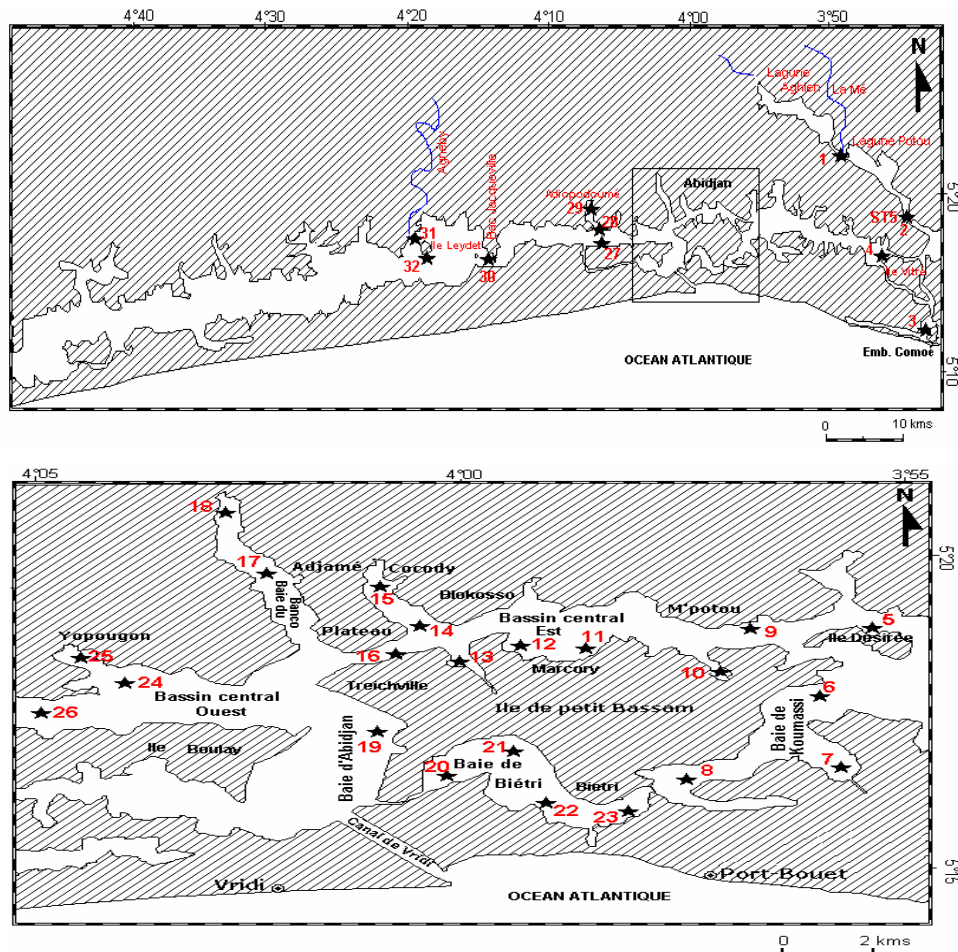 4°40 4°30 4°20 4°10 4°00 3°50
N
Lagune
Aghien
La Mé
Agnéby
Lagune Potou
1
Bac Jacqueville
Adiopodoumé
Abidjan
5°20
29
ST5
2
28
31
Ile Leydet
27
4
32
30
Ile Vitré
3
OCEAN ATLANTIQUE
Emb. Comoé
5°10
0 10 kms
4°05 4°00 3°55
N
18
5°20
17
Adjamé
Cocody
Baie du
Banco
15
Blokosso
M'potou
Bassin central
Est
14
9
5
Plateau
Ile Désirée
Yopougon
12
11
25
16
13
Marcory
10
24
Treichville
6
Bassin central
Ouest
Ile de petit Bassam
Baie de
Koumassi
26
19
Ile Boulay
21
Baie d'Abidjan
20
Baie de
Biétri
Bietri
8
7
22
23
Canal de Vridi
Vridi
Port-Bouet
5°15
OCEAN ATLANTIQUE
0 2 kms